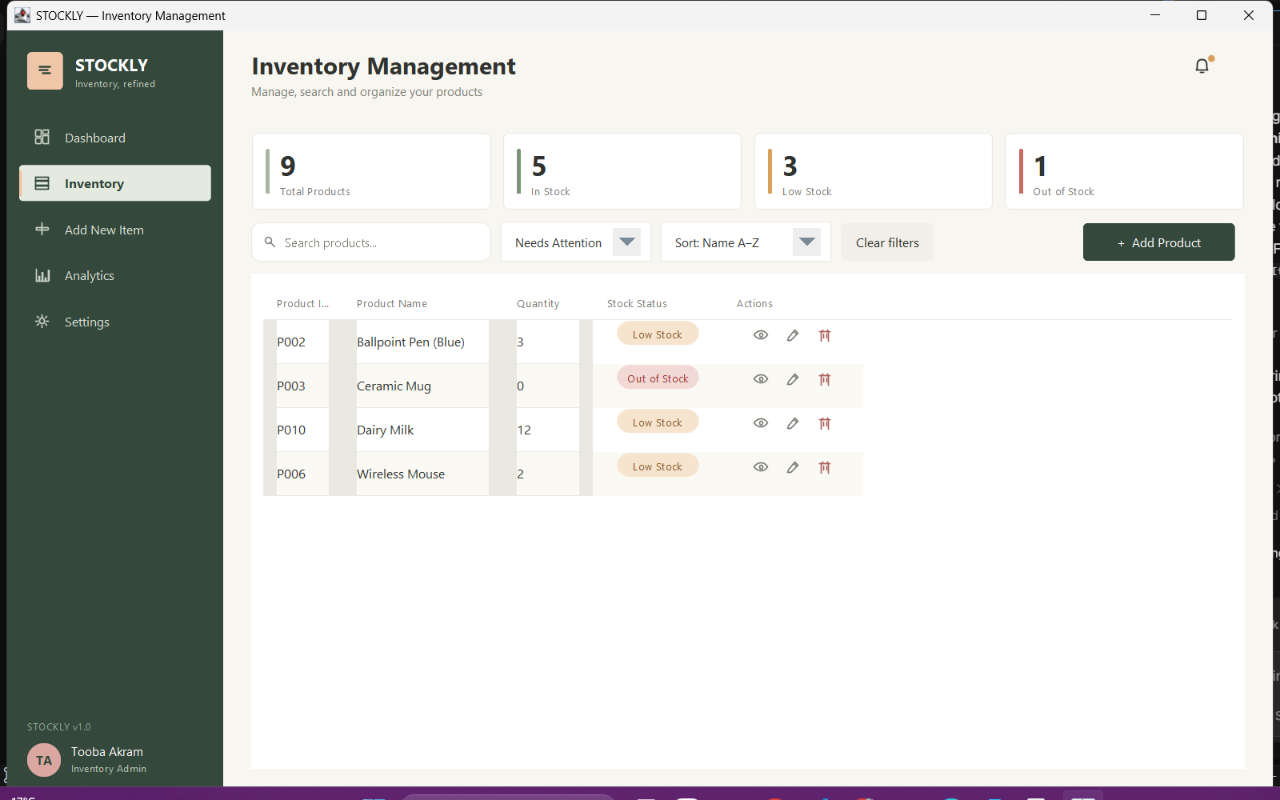 STOCKLY — Inventory Management
STOCKLY
Inventory, refined
Dashboard
Inventory
Add New Item
Analytics
Settings
STOCKLY v1.0
TA
Tooba Akram
Inventory Admin
Inventory Management
Manage, search and organize your products
9
Total Products
5
In Stock
3
Low Stock
1
Out of Stock
Search products...
Needs Attention
Sort: Name A–Z
Clear filters
+ Add Product
Product I... Product Name Quantity Stock Status Actions
P002 Ballpoint Pen (Blue) 3 Low Stock
P003 Ceramic Mug 0 Out of Stock
P010 Dairy Milk 12 Low Stock
P006 Wireless Mouse 2 Low Stock